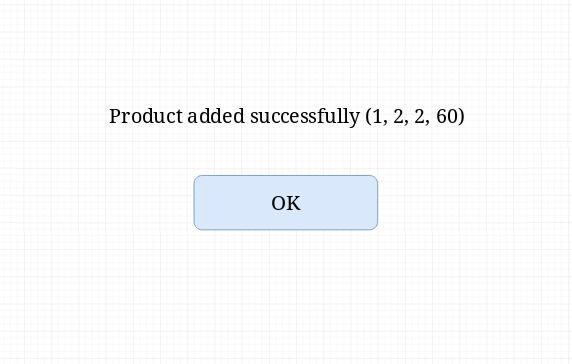 Product added successfully (1, 2, 2, 60)
OK